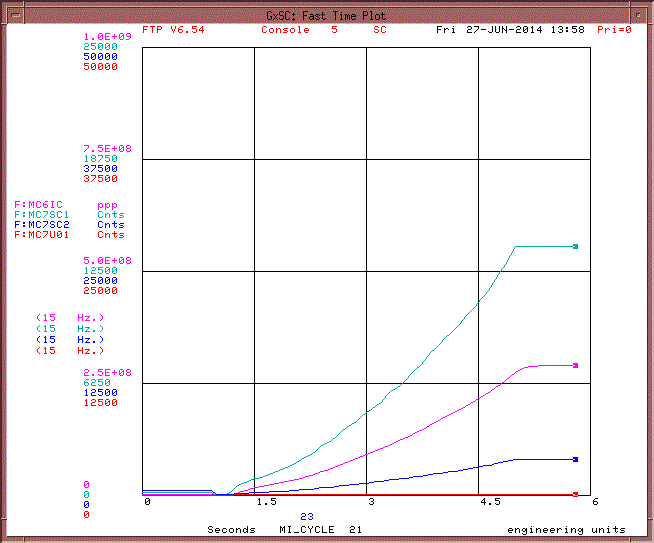 GxSC: Fast Time Plot
FTP V6.54 Console 5 SC Fri 27-JUN-2014 13:58 Pri=0
1.0E+09
25000
50000
50000
7.5E+08
18750
37500
37500
F:MC6IC ppp
F:MC7SC1 Cnts
F:MC7SC2 Cnts
F:MC7U01 Cnts
5.0E+08
12500
25000
25000
(15 Hz.)
(15 Hz.)
(15 Hz.)
(15 Hz.)
2.5E+08
6250
12500
12500
0
0
0
0
0 1.5 3 4.5 6
23
Seconds MI_CYCLE 21 engineering units